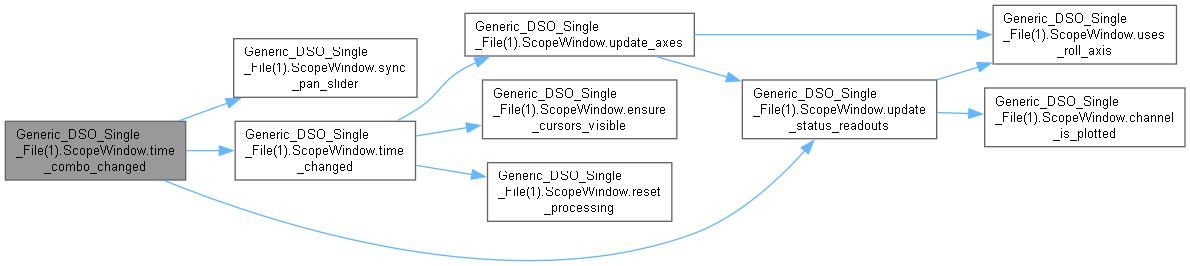 Generic_DSO_Single
_File(1).ScopeWindow.time
_combo_changed
Generic_DSO_Single
_File(1).ScopeWindow.sync
_pan_slider
Generic_DSO_Single
_File(1).ScopeWindow.time
_changed
Generic_DSO_Single
_File(1).ScopeWindow.update_axes
Generic_DSO_Single
_File(1).ScopeWindow.ensure
_cursors_visible
Generic_DSO_Single
_File(1).ScopeWindow.reset
_processing
Generic_DSO_Single
_File(1).ScopeWindow.update
_status_readouts
Generic_DSO_Single
_File(1).ScopeWindow.uses
_roll_axis
Generic_DSO_Single
_File(1).ScopeWindow.channel
_is_plotted